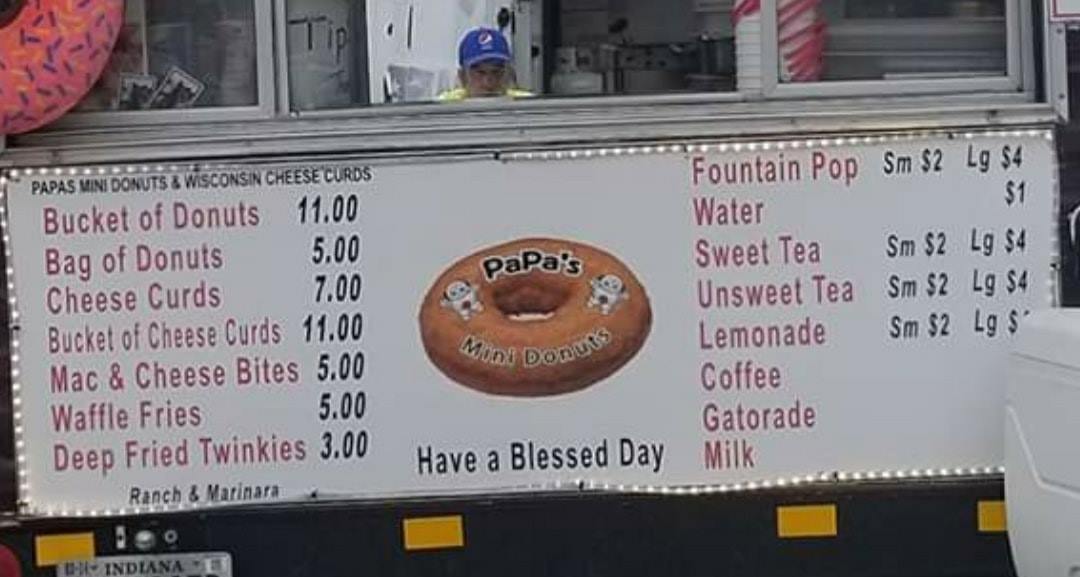 Tip
PAPAS MINI DONUTS & WISCONSIN CHEESE CURDS
Bucket of Donuts 11.00
Bag of Donuts 5.00
Cheese Curds 7.00
Bucket of Cheese Curds 11.00
Mac & Cheese Bites 5.00
Waffle Fries 5.00
Deep Fried Twinkies 3.00
Ranch & Marinara
PaPa's
Mini Donuts
Have a Blessed Day
Fountain Pop Sm $2 Lg $4
Water $1
Sweet Tea Sm $2 Lg $4
Unsweet Tea Sm $2 Lg $4
Lemonade Sm $2 Lg $
Coffee
Gatorade
Milk
INDIANA